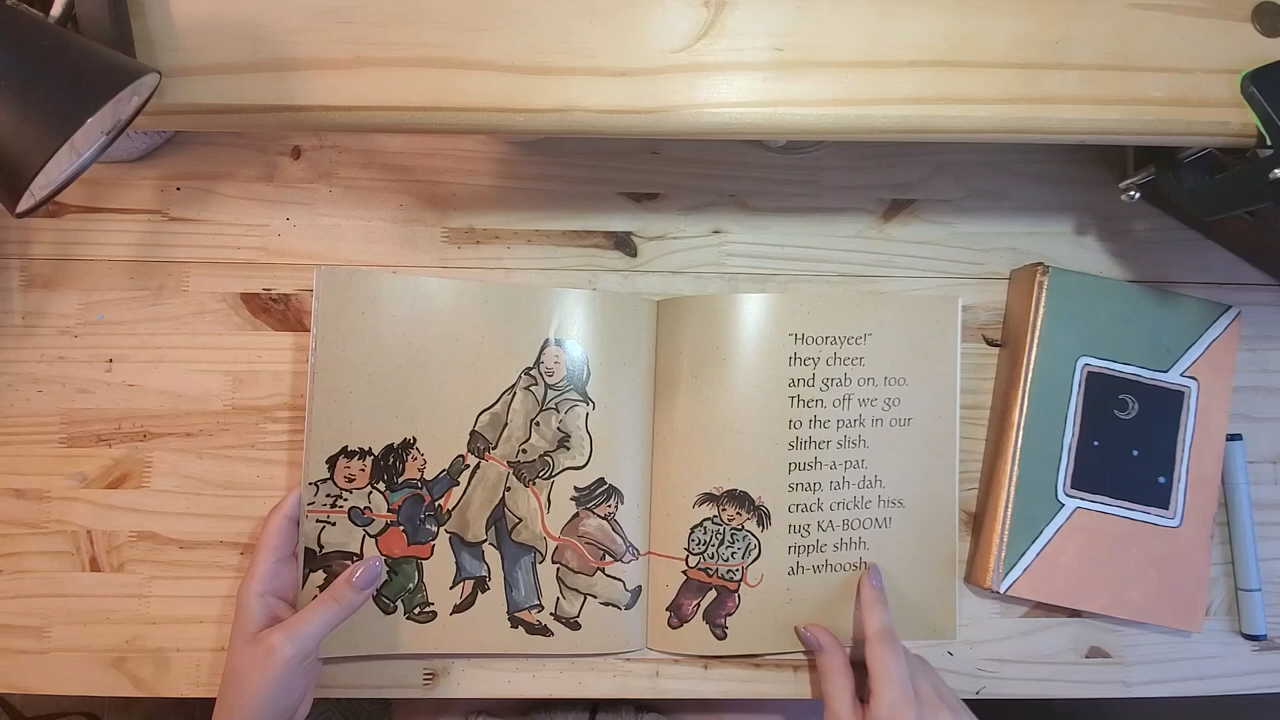 “Hoorayee!”
they cheer,
and grab on, too.
Then, off we go
to the park in our
slither slish,
push-a-pat,
snap, tah-dah,
crack crickle hiss,
tug KA-BOOM!
ripple shhh,
ah-whoosh